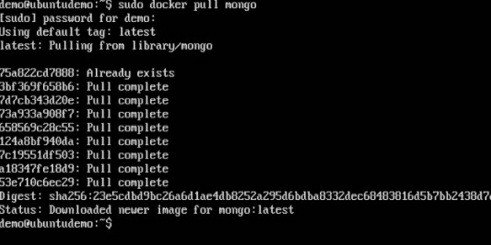 demo@ubuntudemo:~$ sudo docker pull mongo
[sudo] password for demo:
Using default tag: latest
latest: Pulling from library/mongo
75a822cd7888: Already exists
3bf369f658b6: Pull complete
7d7cb343d20e: Pull complete
73a933a908f7: Pull complete
658569c28c55: Pull complete
124a8bf940da: Pull complete
7c19551df503: Pull complete
a18347fe18d9: Pull complete
53e710c6ec29: Pull complete
Digest: sha256:23e5cdbd9bc26a6d1ae4db8252a295d6bdba8332dec68483816d5b7bb2438d7
Status: Downloaded newer image for mongo:latest
demo@ubuntudemo:~$